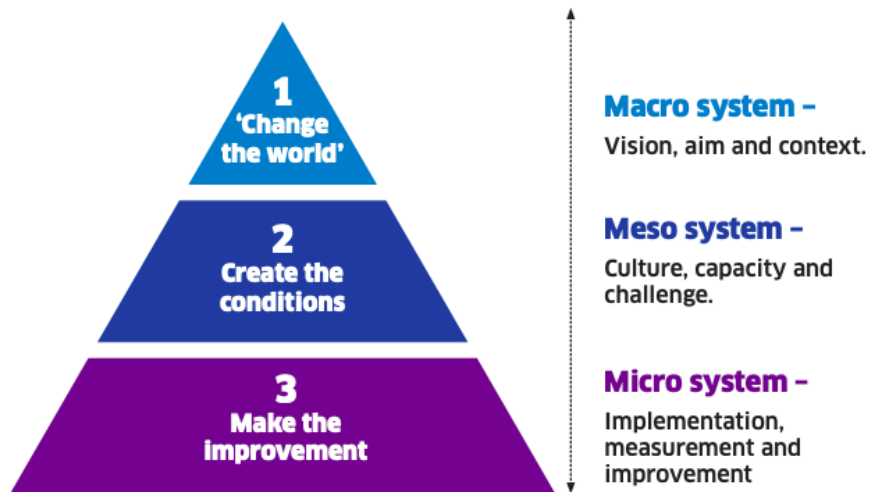 1
‘Change
the world’
Macro system –
Vision, aim and context.
2
Create the
conditions
Meso system –
Culture, capacity and
challenge.
3
Make the
improvement
Micro system –
Implementation,
measurement and
improvement